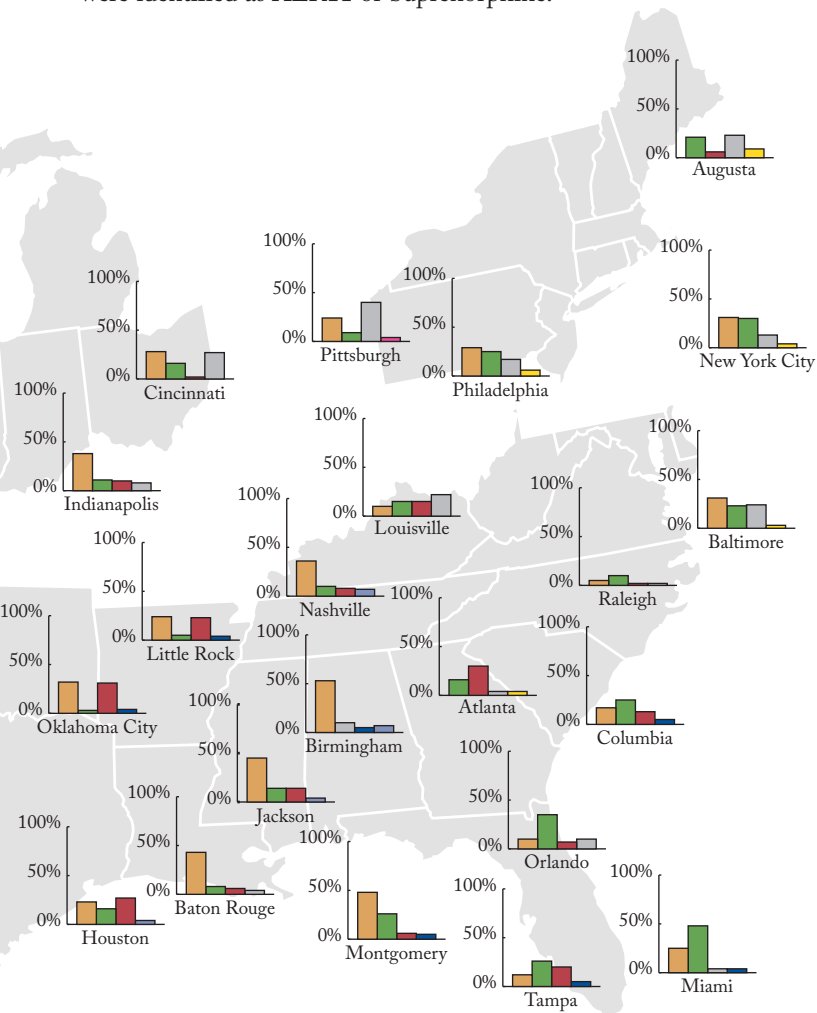 were identified as or buprenorphine.
100%
50%
0%
Augusta
100%
50%
0%
Pittsburgh
100%
50%
0%
New York City
100%
50%
0%
Cincinnati
100%
50%
0%
Philadelphia
100%
50%
0%
Indianapolis
100%
50%
0%
Louisville
100%
50%
0%
Baltimore
100%
50%
0%
Raleigh
100%
50%
0%
Nashville
100%
50%
0%
Little Rock
100%
50%
0%
Atlanta
100%
50%
0%
Oklahoma City
100%
50%
0%
Birmingham
100%
50%
0%
Columbia
100%
50%
0%
Jackson
100%
50%
0%
Orlando
100%
50%
0%
Baton Rouge
100%
50%
0%
Houston
100%
50%
0%
Montgomery
100%
50%
0%
Tampa
100%
50%
0%
Miami